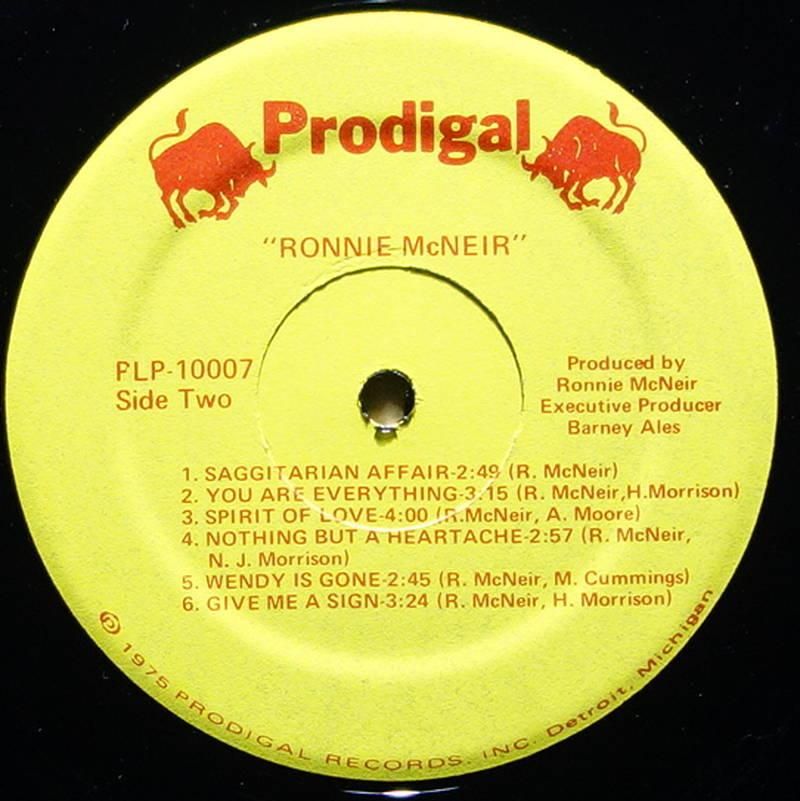 Prodigal
"RONNIE McNEIR"
PLP-10007
Side Two
Produced by
Ronnie McNeir
Executive Producer
Barney Ales
1. SAGGITARIAN AFFAIR-2:49 (R. McNeir)
2. YOU ARE EVERYTHING-3:15 (R. McNeir,H.Morrison)
3. SPIRIT OF LOVE-4:00 (R.McNeir, A. Moore)
4. NOTHING BUT A HEARTACHE-2:57 (R. McNeir,
N. J. Morrison)
5. WENDY IS GONE-2:45 (R. McNeir, M. Cummings)
6. GIVE ME A SIGN-3:24 (R. McNeir, H. Morrison)
℗ 1975 PRODIGAL RECORDS. INC. Detroit, Michigan